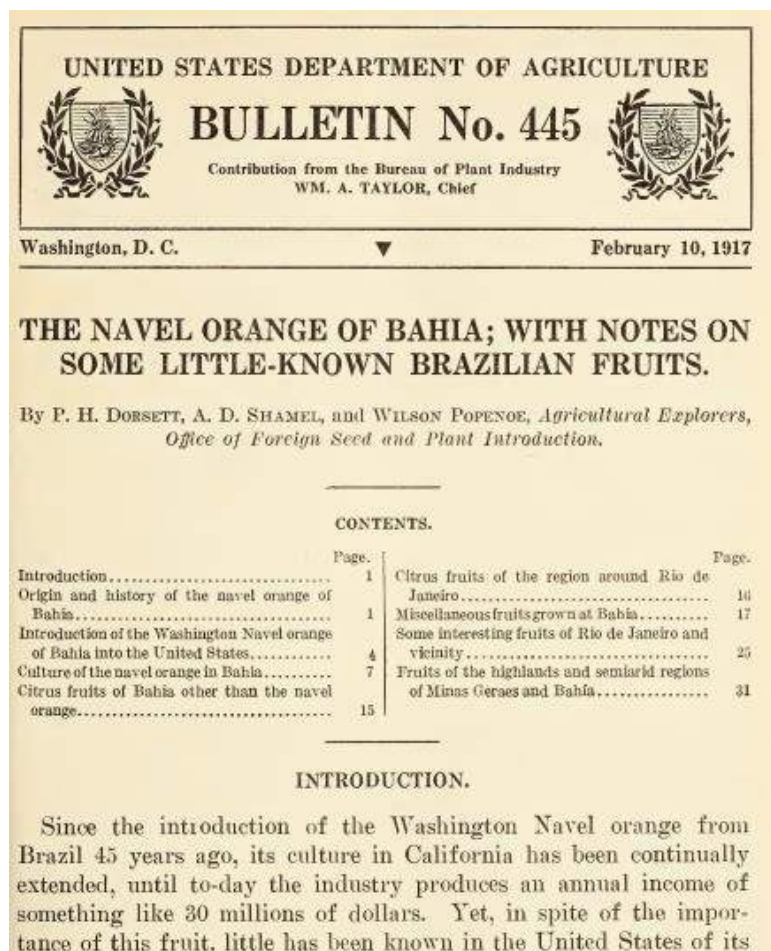 UNITED STATES DEPARTMENT OF AGRICULTURE
BULLETIN No. 445
Contribution from the Bureau of Plant Industry
WM. A. TAYLOR, Chief
Washington, D. C. ▼ February 10, 1917
THE NAVEL ORANGE OF BAHIA; WITH NOTES ON
SOME LITTLE-KNOWN BRAZILIAN FRUITS.
By P. H. DORSETT, A. D. SHAMEL, and WILSON POPENOE, Agricultural Explorers,
Office of Foreign Seed and Plant Introduction.
CONTENTS.
Page.
Introduction.............................. 1
Origin and history of the navel orange of
Bahia.................................. 1
Introduction of the Washington Navel orange
of Bahia into the United States........... 4
Culture of the navel orange in Bahia.......... 7
Citrus fruits of Bahia other than the navel
orange.................................. 15
Page.
Citrus fruits of the region around Rio de
Janeiro.................................. 16
Miscellaneous fruits grown at Bahia.......... 17
Some interesting fruits of Rio de Janeiro and
vicinity.................................. 25
Fruits of the highlands and semiarid regions
of Minas Geraes and Bahia............... 31
INTRODUCTION.
Since the introduction of the Washington Navel orange from
Brazil 45 years ago, its culture in California has been continually
extended, until to-day the industry produces an annual income of
something like 30 millions of dollars. Yet, in spite of the impor-
tance of this fruit, little has been known in the United States of its